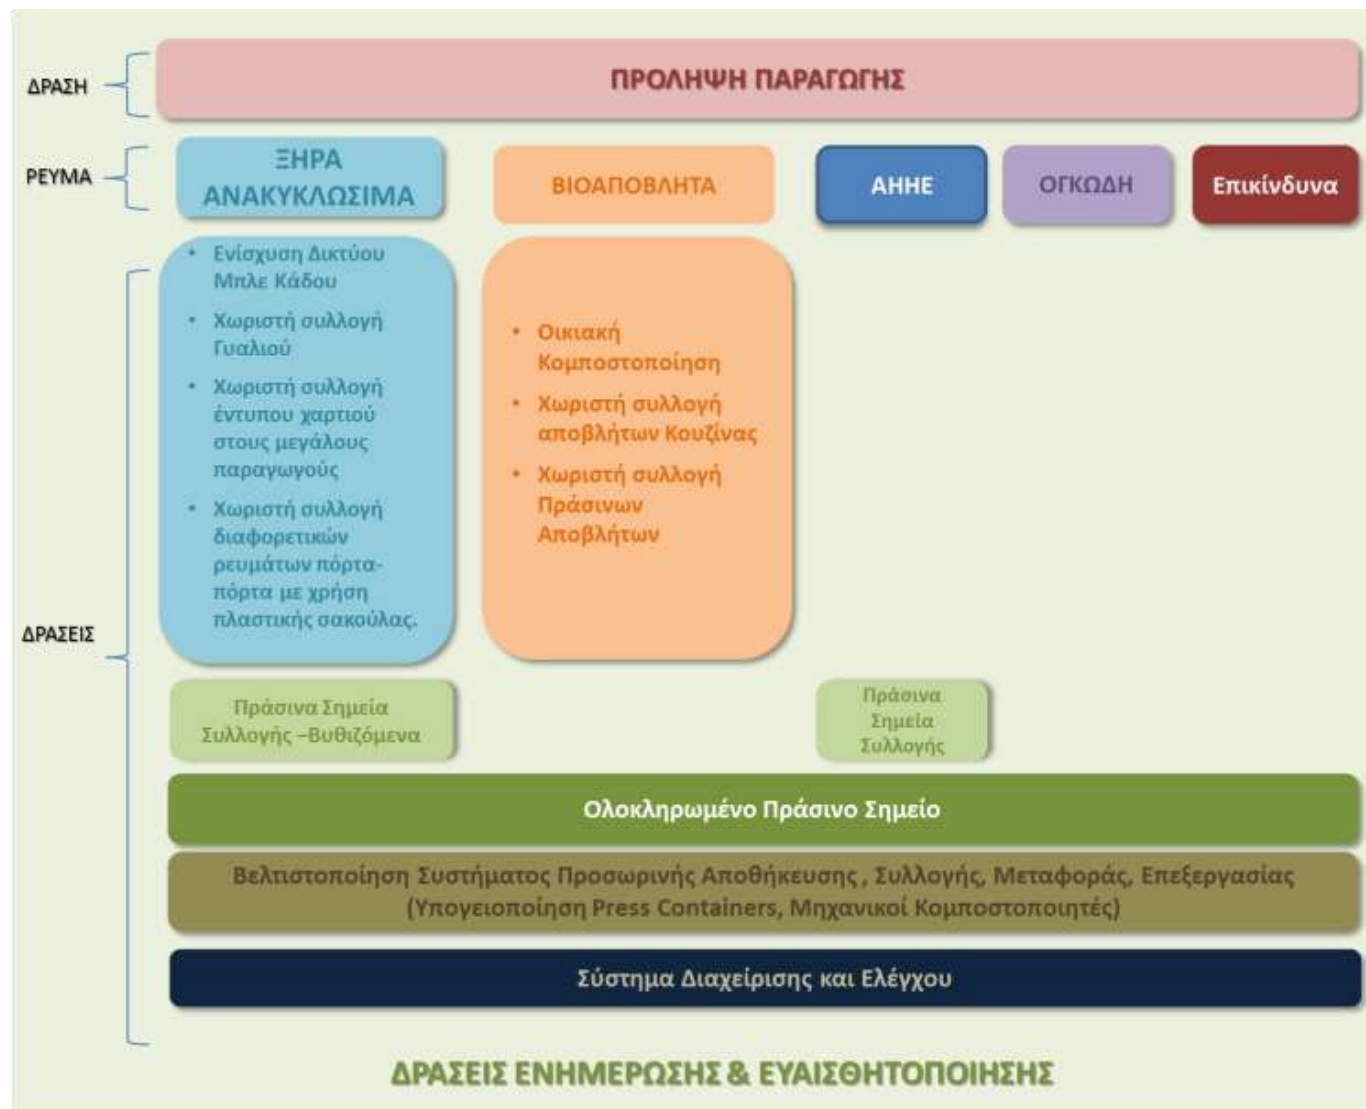 ΔΡΑΣΗ
ΠΡΟΛΗΨΗ ΠΑΡΑΓΩΓΗΣ
ΡΕΥΜΑ
ΞΗΡΑ
ΑΝΑΚΥΚΛΩΣΙΜΑ
ΒΙΟΑΠΟΒΛΗΤΑ
ΑΗΗΕ
ΟΓΚΩΔΗ
Επικίνδυνα
ΔΡΑΣΕΙΣ
• Ενίσχυση Δικτύου
Μπλε Κάδου
• Χωριστή συλλογή
Γυαλιού
• Χωριστή συλλογή
έντυπου χαρτιού
στους μεγάλους
παραγωγούς
• Χωριστή συλλογή
διαφορετικών
ρευμάτων πόρτα-
πόρτα με χρήση
πλαστικής σακούλας.
• Οικιακή
Κομποστοποίηση
• Χωριστή συλλογή
αποβλήτων Κουζίνας
• Χωριστή συλλογή
Πράσινων
Αποβλήτων
Πράσινα Σημεία
Συλλογής –Βυθιζόμενα
Πράσινα
Σημεία
Συλλογής
Ολοκληρωμένο Πράσινο Σημείο
Βελτιστοποίηση Συστήματος Προσωρινής Αποθήκευσης , Συλλογής, Μεταφοράς, Επεξεργασίας
(Υπογειοποίηση Press Containers, Μηχανικοί Κομποστοποιητές)
Σύστημα Διαχείρισης και Ελέγχου
ΔΡΑΣΕΙΣ ΕΝΗΜΕΡΩΣΗΣ & ΕΥΑΙΣΘΗΤΟΠΟΙΗΣΗΣ